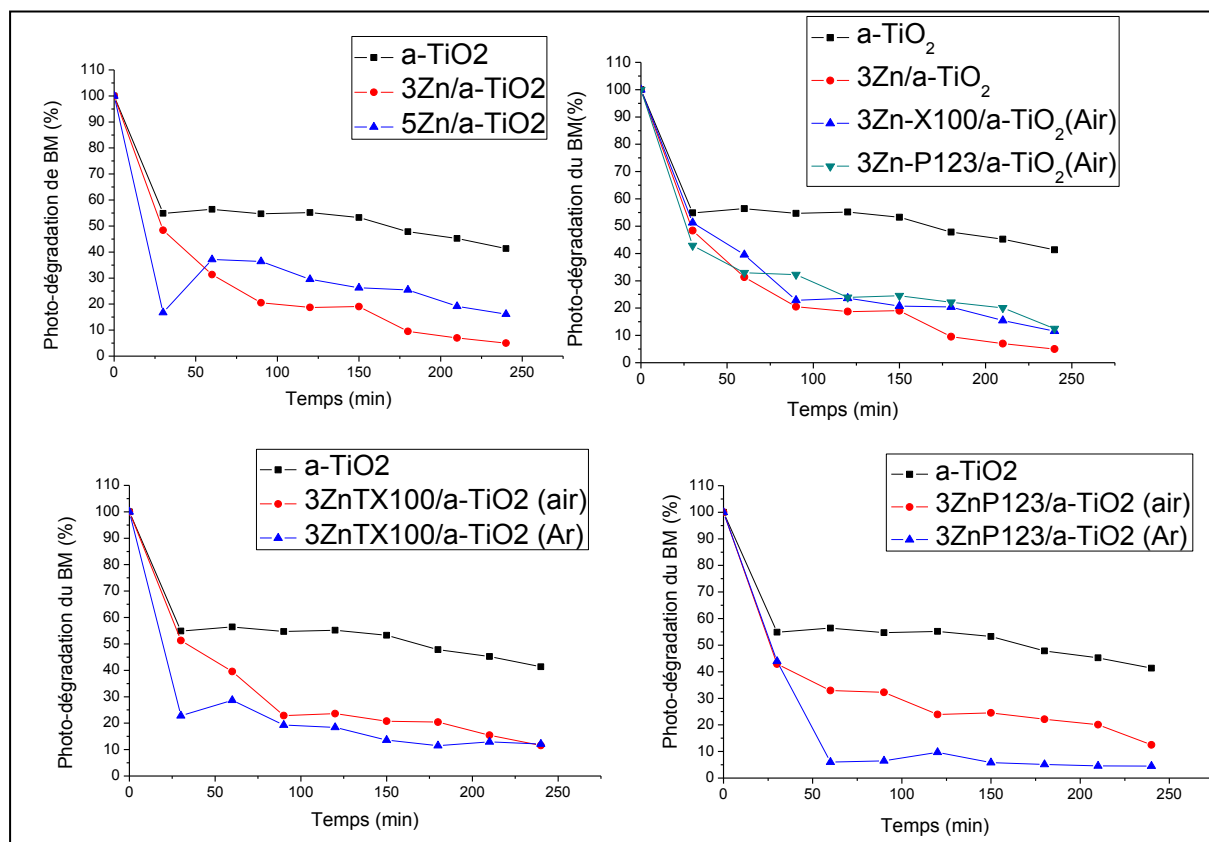 a-TiO2
3Zn/a-TiO2
5Zn/a-TiO2
110
100
90
80
70
60
50
40
30
20
10
0
0 50 100 150 200 250
Photo-dégradation de BM (%)
Temps (min)
a-TiO2
3Zn/a-TiO2
3Zn-X100/a-TiO2(Air)
3Zn-P123/a-TiO2(Air)
110
100
90
80
70
60
50
40
30
20
10
0
0 50 100 150 200 250
Photo-dégradation du BM(%)
Temps (min)
a-TiO2
3ZnTX100/a-TiO2 (air)
3ZnTX100/a-TiO2 (Ar)
110
100
90
80
70
60
50
40
30
20
10
0
0 50 100 150 200 250
Photo-dégradation du BM (%)
Temps (min)
a-TiO2
3ZnP123/a-TiO2 (air)
3ZnP123/a-TiO2 (Ar)
110
100
90
80
70
60
50
40
30
20
10
0
0 50 100 150 200 250
Photo-dégradation du BM (%)
Temps (min)